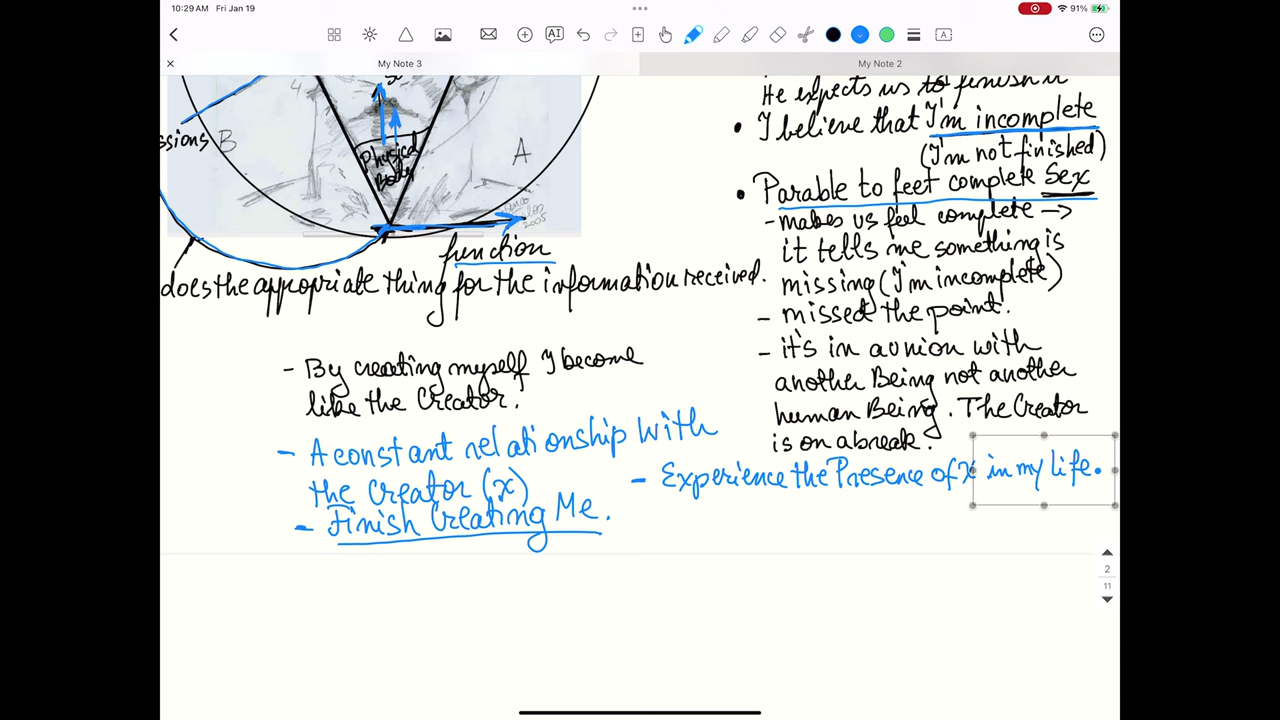 10:29 AM Fri Jan 19
91%
My Note 3
My Note 2
4
ssions
B
Physical
Body
A
2005
function
does the appropriate thing for the information received.
- By creating myself I become
like the Creator.
- A constant relationship with
the Creator (x)
- Finish Creating Me.
He expects us to finish it
• I believe that I'm incomplete
(I'm not finished)
• Parable to feet complete Sex
- makes us feel complete →
it tells me something is
missing (I'm incomplete)
- missed the point.
- it's in a union with
another Being not another
human Being. The Creator
is on a break.
- Experience the Presence of x in my life.
2
11